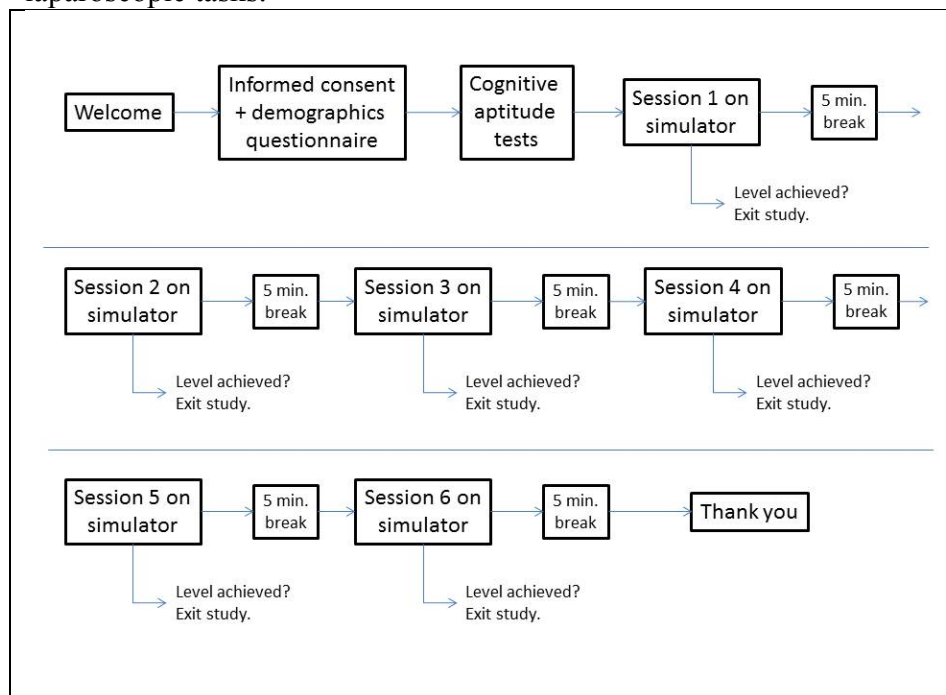 laparoscopic tasks.
Welcome
Informed consent
+ demographics
questionnaire
Cognitive
aptitude
tests
Session 1 on
simulator
5 min.
break
Level achieved?
Exit study.
Session 2 on
simulator
5 min.
break
Session 3 on
simulator
5 min.
break
Session 4 on
simulator
5 min.
break
Level achieved?
Exit study.
Level achieved?
Exit study.
Level achieved?
Exit study.
Session 5 on
simulator
5 min.
break
Session 6 on
simulator
5 min.
break
Thank you
Level achieved?
Exit study.
Level achieved?
Exit study.